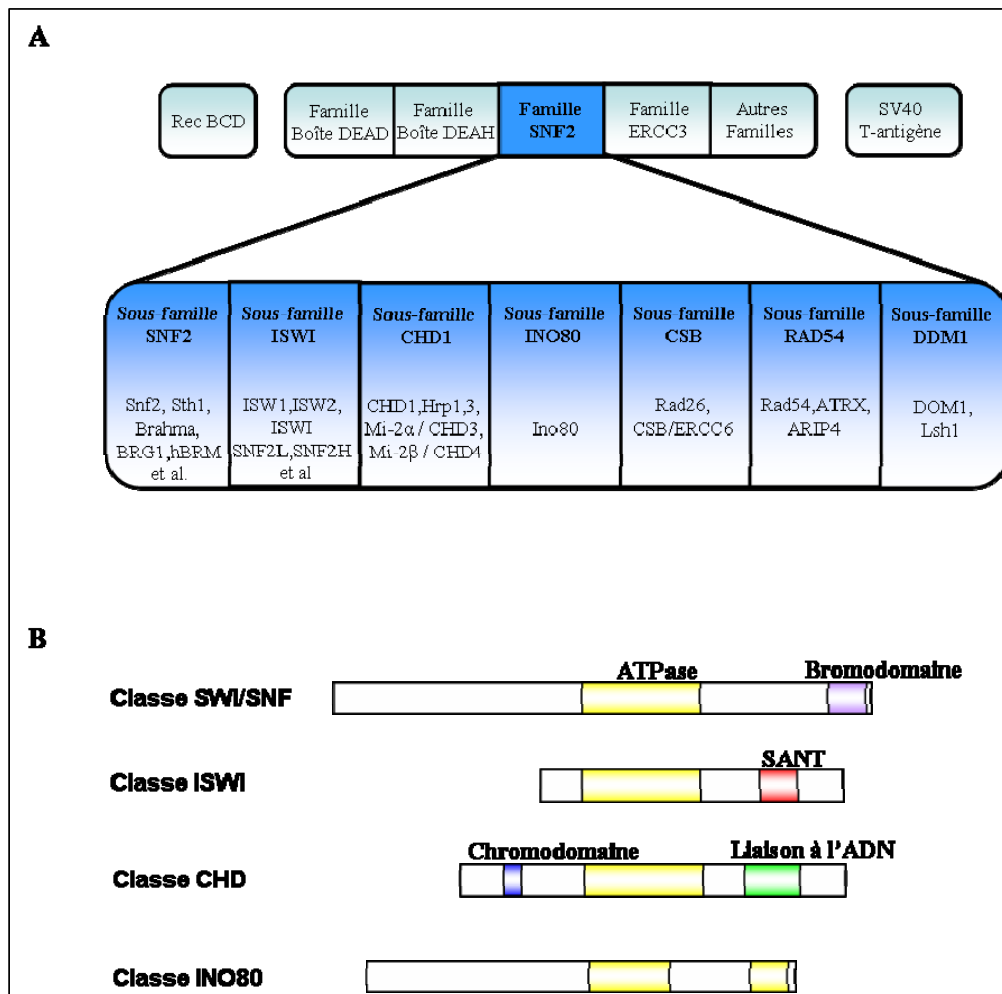 A
Rec BCD
Famille
Boîte DEAD
Famille
Boîte DEAH
Famille
SNF2
Famille
ERCC3
Autres
Familles
SV40
T-antigène
Sous-famille
SNF2
Snf2, Sth1,
Brahma,
BRG1,hBRM
et al.
Sous-famille
ISWI
ISW1,ISW2,
ISWI
SNF2L,SNF2H
et al
Sous-famille
CHD1
CHD1,Hrp1,3,
Mi-2α / CHD3,
Mi-2β / CHD4
Sous-famille
INO80
Ino80
Sous-famille
CSB
Rad26,
CSB/ERCC6
Sous-famille
RAD54
Rad54,ATRX,
ARIP4
Sous-famille
DDM1
DOM1,
Lsh1
B
ATPase
Bromodomaine
Classe SWI/SNF
SANT
Classe ISWI
Chromodomaine
Liaison à l'ADN
Classe CHD
Classe INO80